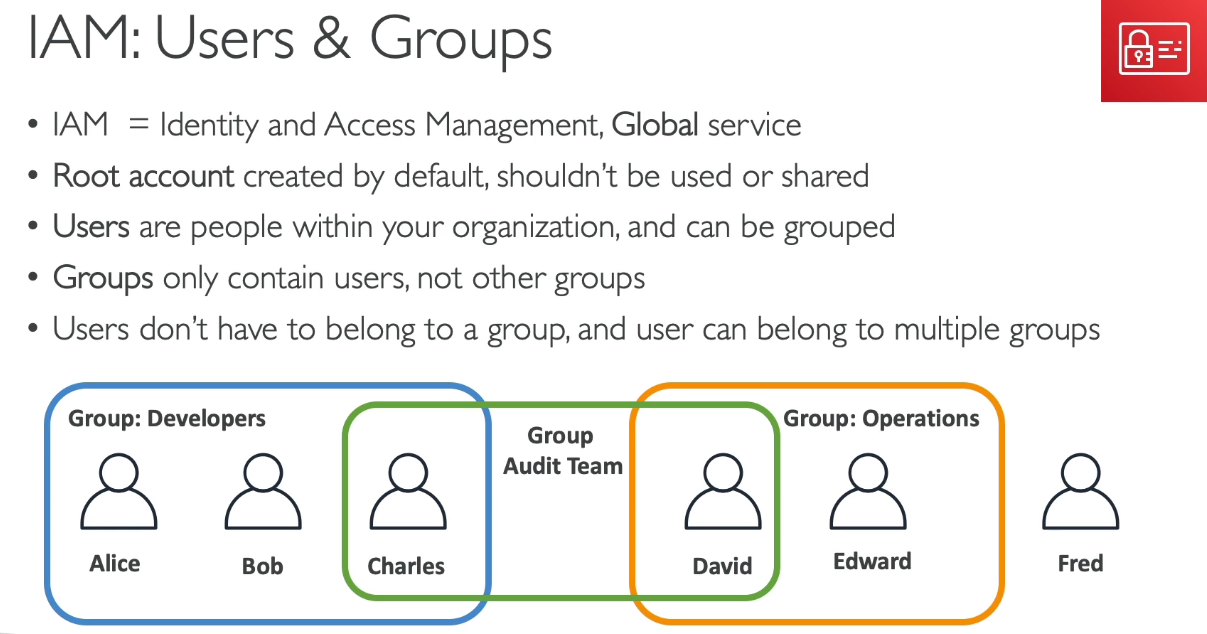 IAM: Users & Groups
• IAM = Identity and Access Management, Global service
• Root account created by default, shouldn't be used or shared
• Users are people within your organization, and can be grouped
• Groups only contain users, not other groups
• Users don't have to belong to a group, and user can belong to multiple groups
Group: Developers
Group
Audit Team
Group: Operations
Alice
Bob
Charles
David
Edward
Fred